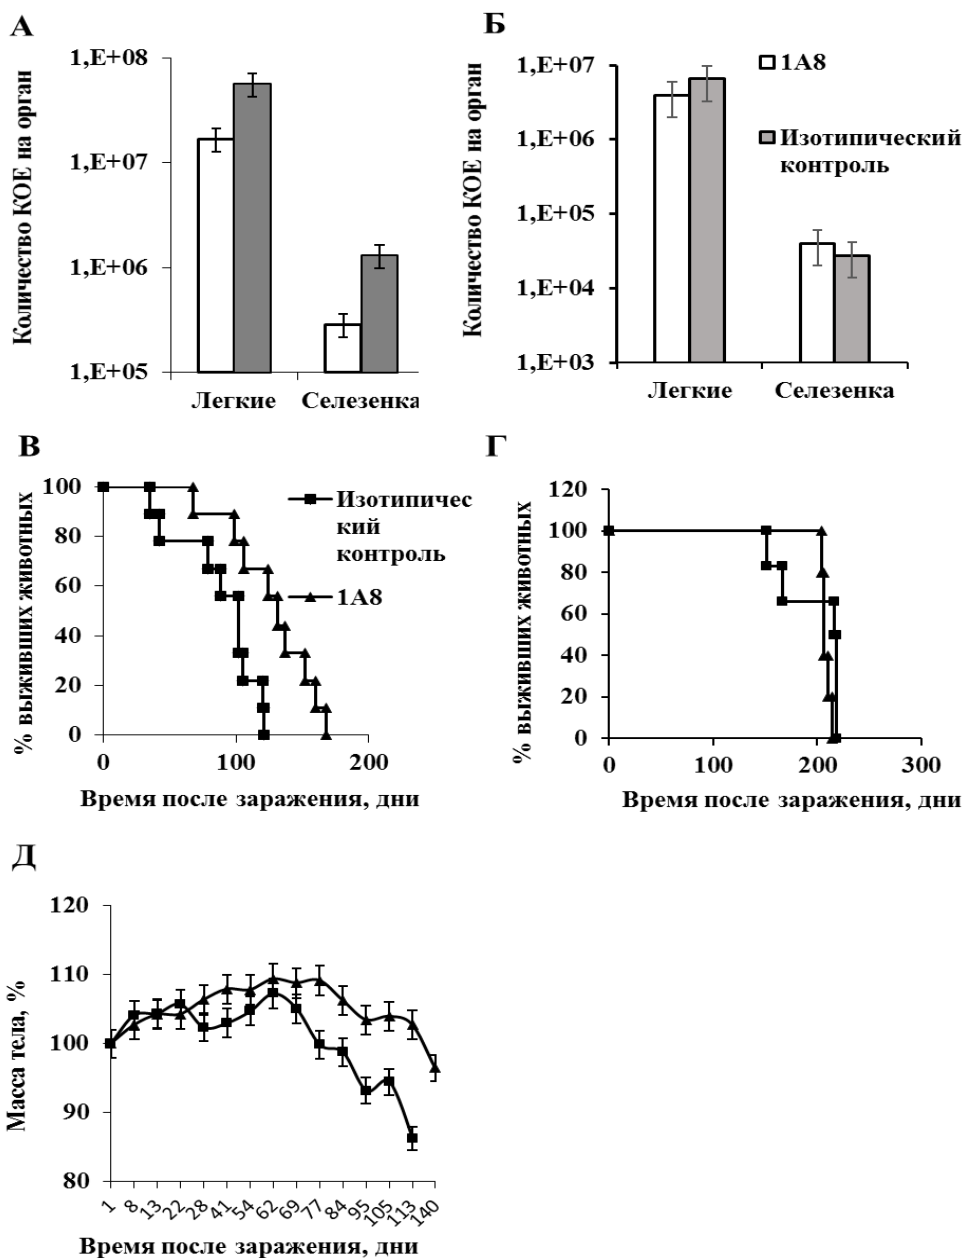 А
Количество КОЕ на орган
1,E+08
1,E+07
1,E+06
1,E+05
Легкие
Селезенка
Б
Количество КОЕ на орган
1,E+07
1,E+06
1,E+05
1,E+04
1,E+03
Легкие
Селезенка
1A8
Изотипический
контроль
В
% выживших животных
100
80
60
40
20
0
0
100
200
Время после заражения, дни
Изотипичес
кий
контроль
1A8
Г
% выживших животных
120
100
80
60
40
20
0
0
100
200
300
Время после заражения, дни
Д
Масса тела, %
120
110
100
90
80
1
8
13
22
28
41
54
62
69
77
84
95
105
113
140
Время после заражения, дни